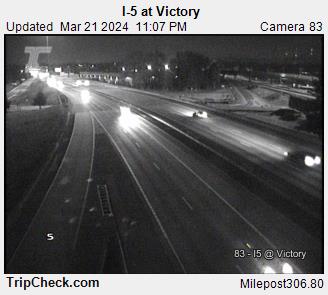 I-5 at Victory
Updated Mar 21 2024 11:07 PM Camera 83
S
83 - I5 @ Victory
TripCheck.com Milepost306.80